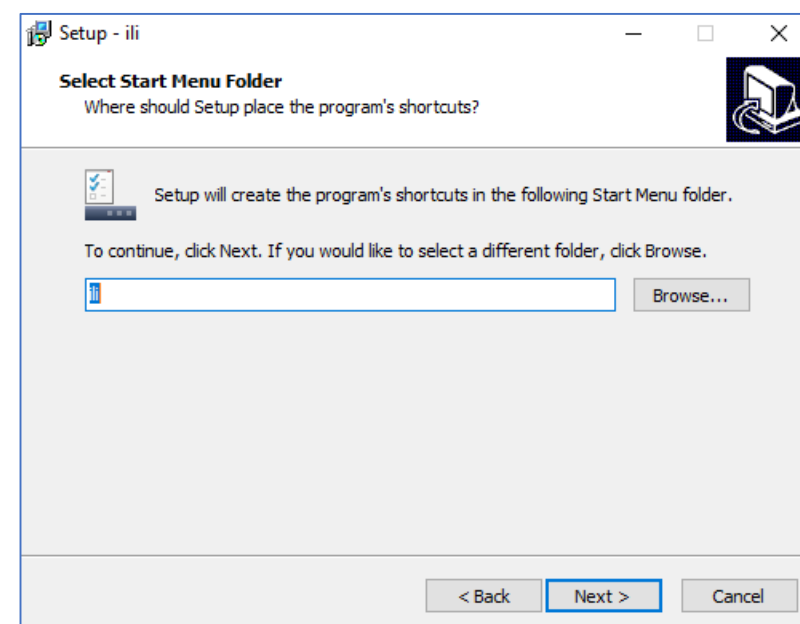 Setup - ili
Select Start Menu Folder
Where should Setup place the program's shortcuts?
Setup will create the program's shortcuts in the following Start Menu folder.
To continue, click Next. If you would like to select a different folder, click Browse.
ili
Browse...
< Back
Next >
Cancel